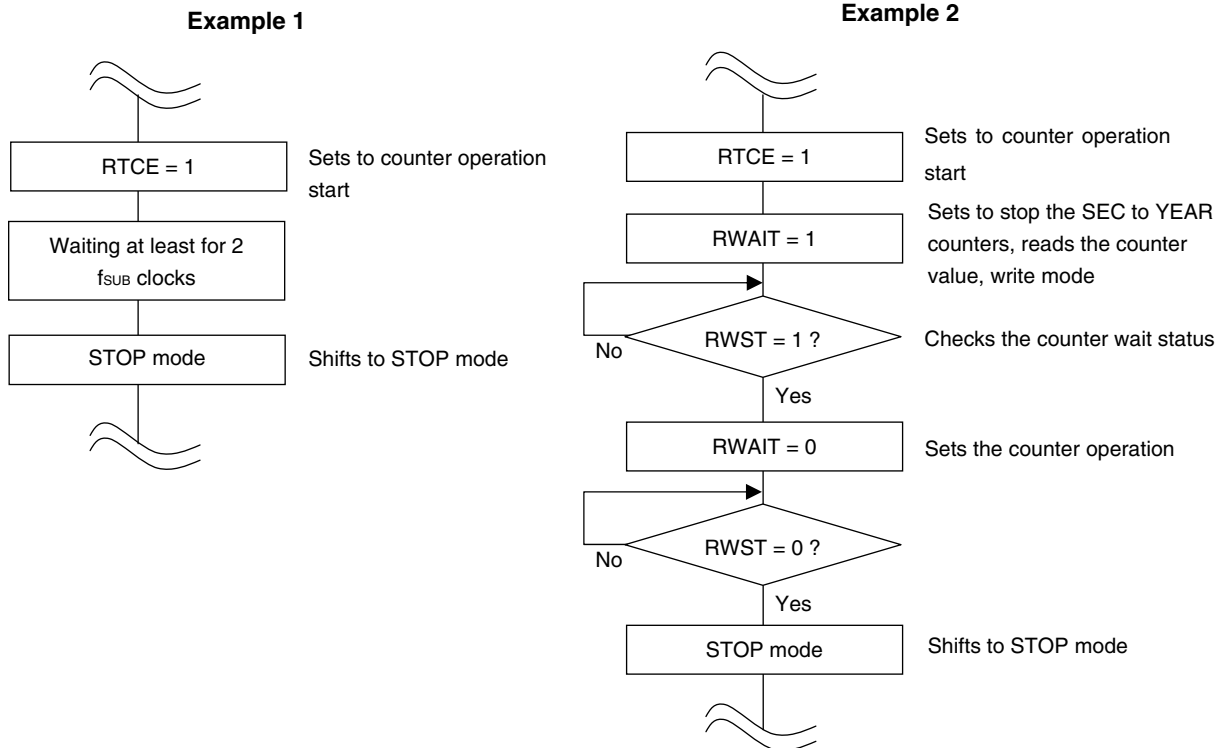 Example 1
RTCE = 1
Sets to counter operation
start
Waiting at least for 2
fSUB clocks
STOP mode
Shifts to STOP mode
Example 2
RTCE = 1
Sets to counter operation
start
RWAIT = 1
Sets to stop the SEC to YEAR
counters, reads the counter
value, write mode
RWST = 1 ?
Checks the counter wait status
No
Yes
RWAIT = 0
Sets the counter operation
RWST = 0 ?
No
Yes
STOP mode
Shifts to STOP mode